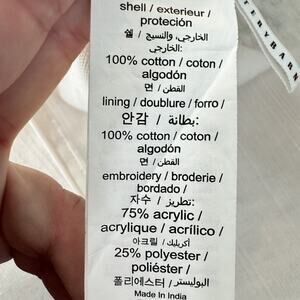 shell / exterieur /
proteción
쉘 / الخارجي، والنسيج
الخارجي:
100% cotton / coton /
algodón
면 / القطن /
lining / doublure / forro /
안감 / بطانة:
100% cotton / coton /
algodón
면 / القطن /
embroidery / broderie /
bordado /
자수 / تطريز:
75% acrylic /
acrylique / acrílico /
아크릴 / أكريليك /
25% polyester /
poliéster /
폴리에스터 / البوليستر /
Made In India
TERYBARN